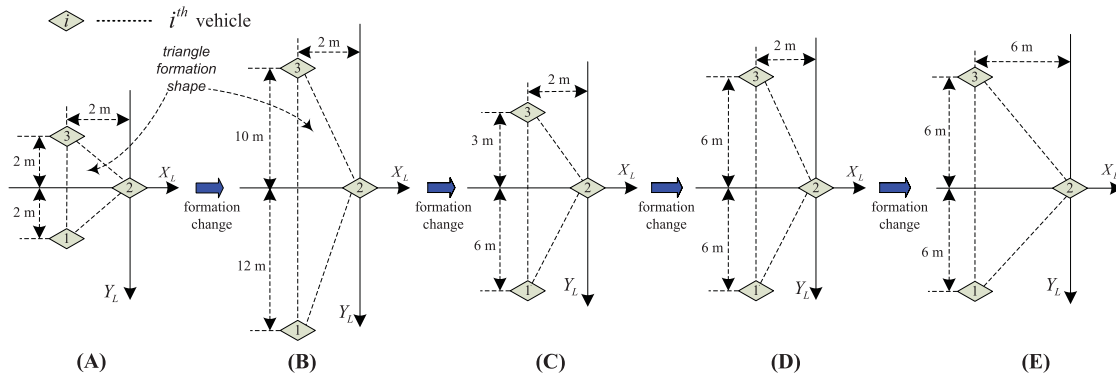 i ---------- i^th vehicle
triangle
formation
shape
2 m
3
2 m
2 m
1
2
X_L
Y_L
(A)
formation
change
2 m
3
10 m
12 m
1
2
X_L
Y_L
(B)
formation
change
2 m
3
3 m
6 m
1
2
X_L
Y_L
(C)
formation
change
2 m
3
6 m
6 m
1
2
X_L
Y_L
(D)
formation
change
6 m
3
6 m
6 m
1
2
X_L
Y_L
(E)